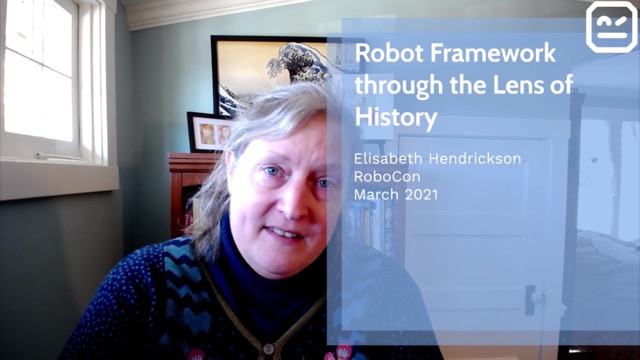 Robot Framework
through the Lens of
History
Elisabeth Hendrickson
RoboCon
March 2021